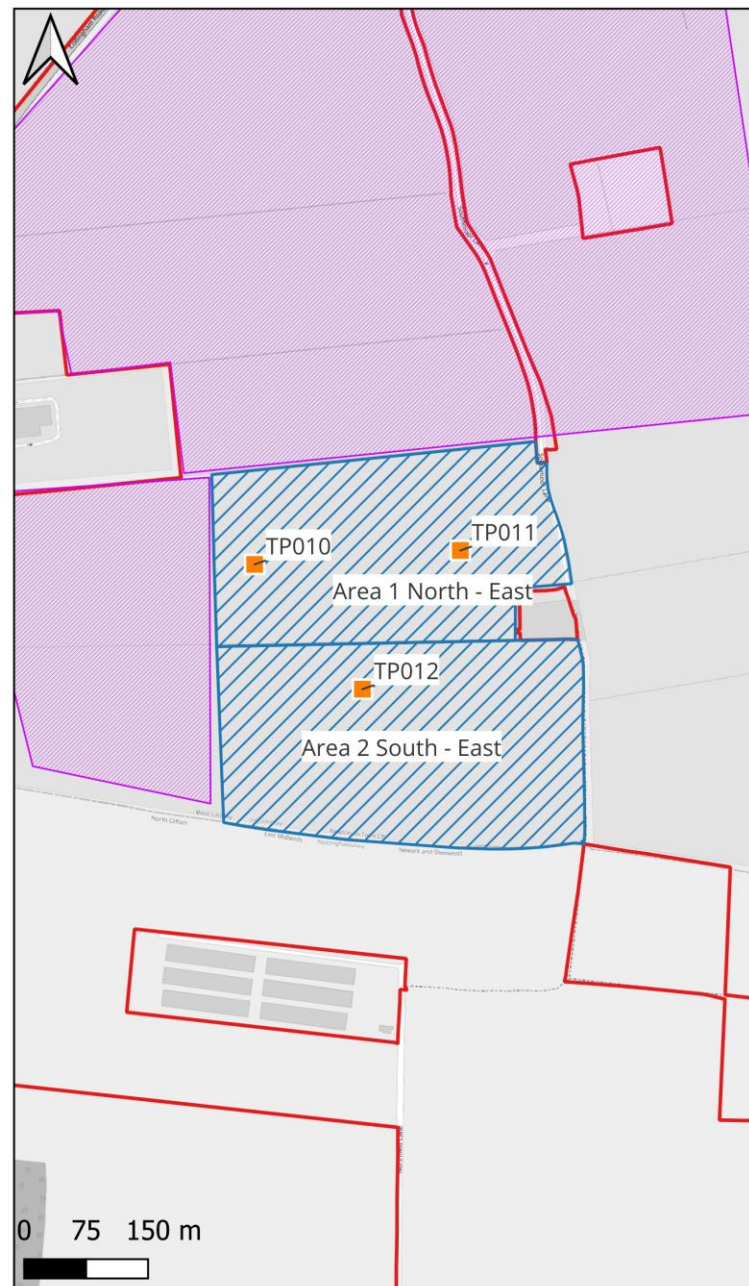 TP010
TP011
Area 1 North - East
TP012
Area 2 South - East
North Clifton
East Midlands
Nottinghamshire
Newark and Sherwood
0 75 150 m